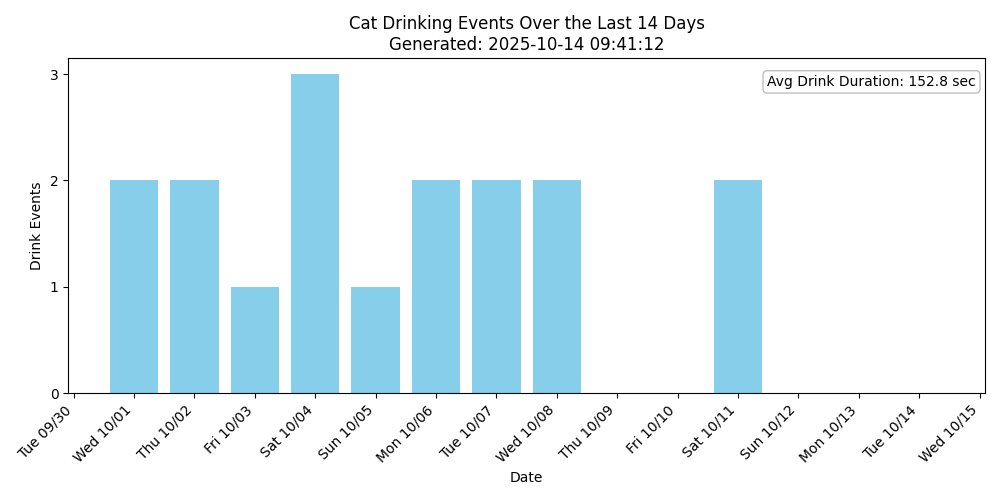 Cat Drinking Events Over the Last 14 Days
Generated: 2025-10-14 09:41:12
Avg Drink Duration: 152.8 sec
3
2
1
0
Drink Events
Tue 09/30
Wed 10/01
Thu 10/02
Fri 10/03
Sat 10/04
Sun 10/05
Mon 10/06
Tue 10/07
Wed 10/08
Thu 10/09
Fri 10/10
Sat 10/11
Sun 10/12
Mon 10/13
Tue 10/14
Wed 10/15
Date